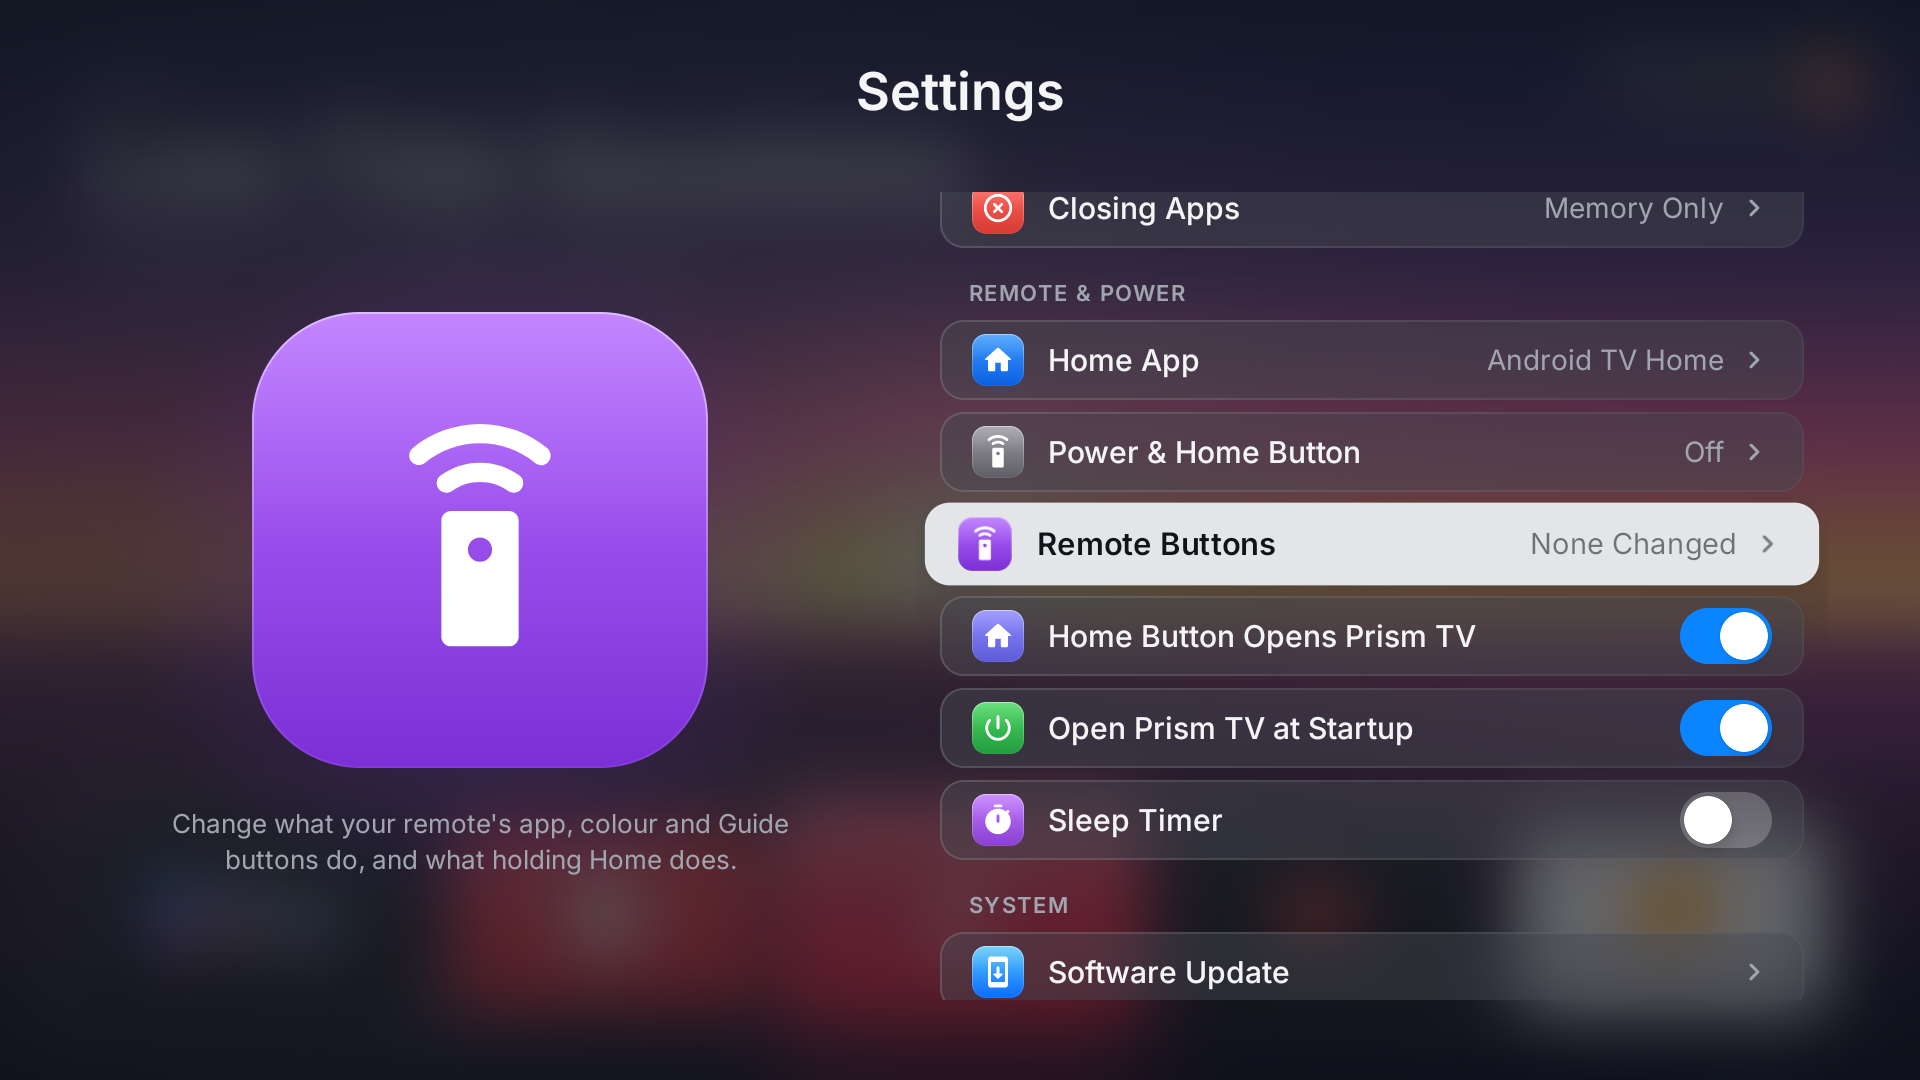 Settings
Closing Apps Memory Only
REMOTE & POWER
Home App Android TV Home
Power & Home Button Off
Remote Buttons None Changed
Home Button Opens Prism TV
Open Prism TV at Startup
Sleep Timer
SYSTEM
Software Update
Change what your remote's app, colour and Guide
buttons do, and what holding Home does.